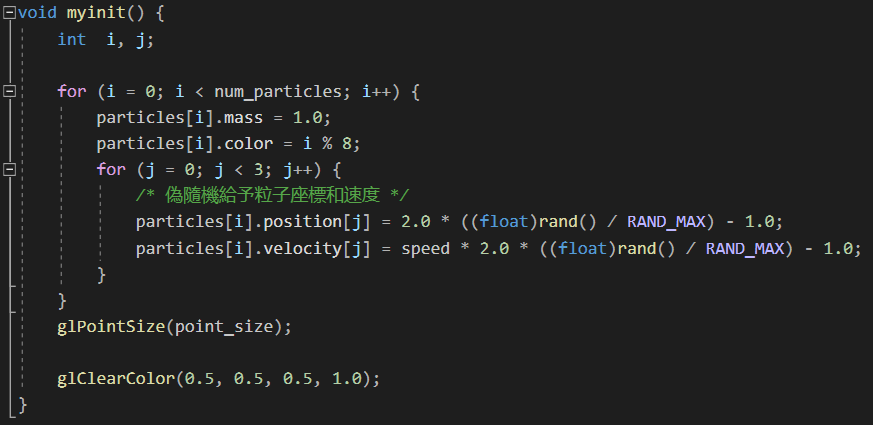 void myinit() {
    int  i, j;

    for (i = 0; i < num_particles; i++) {
        particles[i].mass = 1.0;
        particles[i].color = i % 8;
        for (j = 0; j < 3; j++) {
            /* 偽隨機給予粒子座標和速度 */
            particles[i].position[j] = 2.0 * ((float)rand() / RAND_MAX) - 1.0;
            particles[i].velocity[j] = speed * 2.0 * ((float)rand() / RAND_MAX) - 1.0;
        }
    }
    glPointSize(point_size);

    glClearColor(0.5, 0.5, 0.5, 1.0);
}